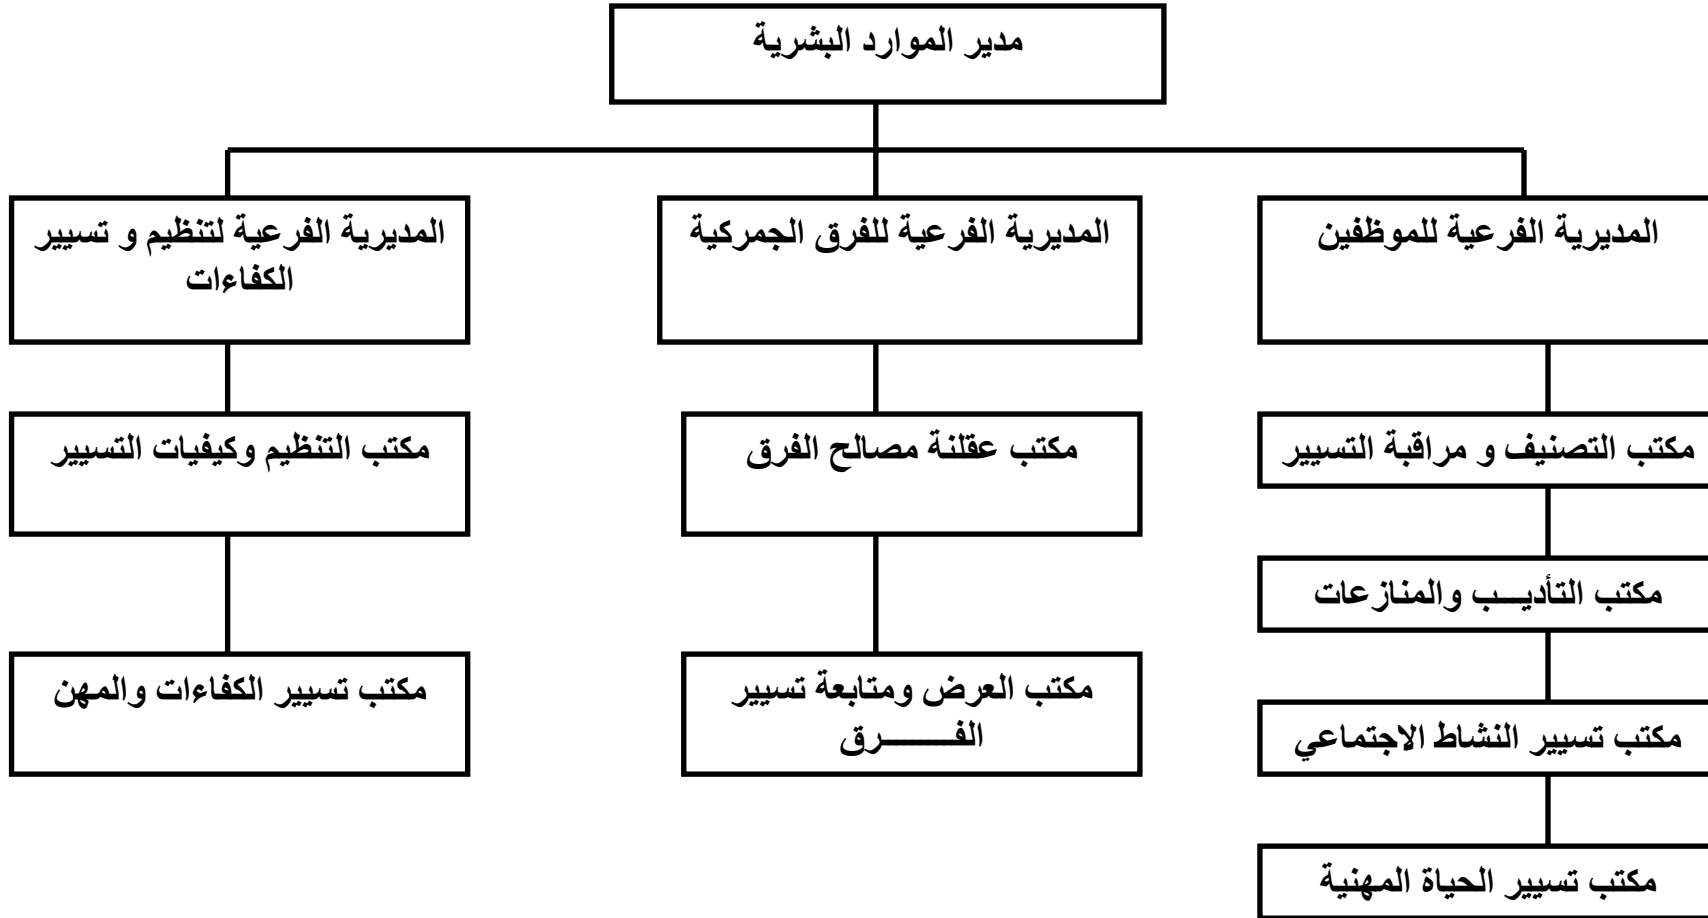 مدير الموارد البشرية
المديرية الفرعية للموظفين
المديرية الفرعية للفرق الجمركية
المديرية الفرعية لتنظيم و تسيير
الكفاءات
مكتب التصنيف و مراقبة التسيير
مكتب عقلنة مصالح الفرق
مكتب التنظيم وكيفيات التسيير
مكتب التأديـــب والمنازعات
مكتب العرض ومتابعة تسيير
الفـــــــرق
مكتب تسيير الكفاءات والمهن
مكتب تسيير النشاط الاجتماعي
مكتب تسيير الحياة المهنية